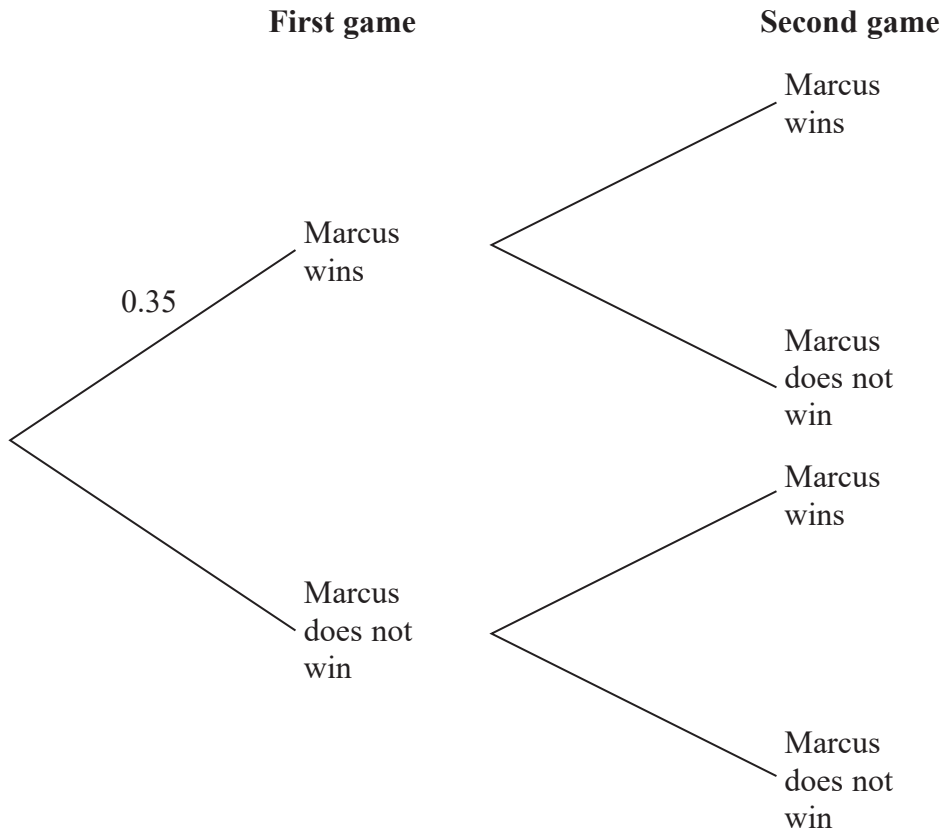 First game
Second game
Marcus
wins
Marcus
wins
0.35
Marcus
does not
win
Marcus
wins
Marcus
does not
win
Marcus
does not
win